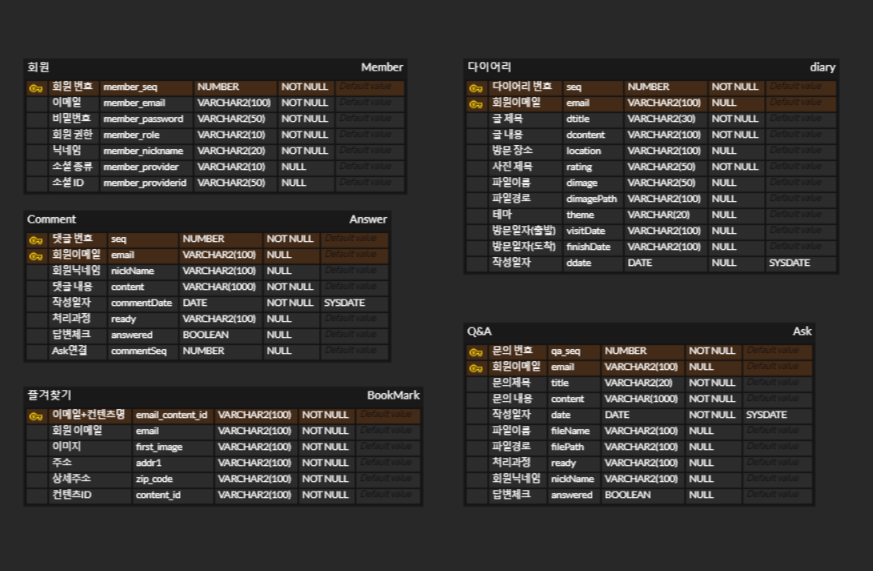 회원 Member
회원 번호 member_seq NUMBER NOT NULL Default value
이메일 member_email VARCHAR2(100) NOT NULL Default value
비밀번호 member_password VARCHAR2(50) NOT NULL Default value
회원 권한 member_role VARCHAR2(10) NOT NULL Default value
닉네임 member_nickname VARCHAR2(20) NOT NULL Default value
소셜 종류 member_provider VARCHAR2(10) NULL Default value
소셜 ID member_providerid VARCHAR2(50) NULL Default value
Comment Answer
댓글 번호 seq NUMBER NOT NULL Default value
회원이메일 email VARCHAR2(100) NULL Default value
회원닉네임 nickName VARCHAR2(100) NULL Default value
댓글 내용 content VARCHAR(1000) NOT NULL Default value
작성일자 commentDate DATE NOT NULL SYSDATE
처리과정 ready VARCHAR2(100) NULL Default value
답변체크 answered BOOLEAN NULL Default value
Ask연결 commentSeq NUMBER NULL Default value
즐겨찾기 BookMark
이메일+컨텐츠명 email_content_id VARCHAR2(100) NOT NULL Default value
회원 이메일 email VARCHAR2(100) NOT NULL Default value
이미지 first_image VARCHAR2(100) NOT NULL Default value
주소 addr1 VARCHAR2(100) NOT NULL Default value
상세주소 zip_code VARCHAR2(100) NOT NULL Default value
컨텐츠ID content_id VARCHAR2(100) NOT NULL Default value
다이어리 diary
다이어리 번호 seq NUMBER NOT NULL Default value
회원이메일 email VARCHAR2(100) NULL Default value
글 제목 dtitle VARCHAR2(30) NOT NULL Default value
글 내용 dcontent VARCHAR2(100) NOT NULL Default value
방문 장소 location VARCHAR2(100) NULL Default value
사진 제목 rating VARCHAR2(50) NOT NULL Default value
파일이름 dimage VARCHAR2(50) NULL Default value
파일경로 dimagePath VARCHAR2(100) NULL Default value
테마 theme VARCHAR(20) NULL Default value
방문일자(출발) visitDate VARCHAR2(100) NULL Default value
방문일자(도착) finishDate VARCHAR2(100) NULL Default value
작성일자 ddate DATE NULL SYSDATE
Q&A Ask
문의 번호 qa_seq NUMBER NOT NULL Default value
회원이메일 email VARCHAR2(100) NULL Default value
문의제목 title VARCHAR2(20) NOT NULL Default value
문의 내용 content VARCHAR(1000) NOT NULL Default value
작성일자 date DATE NOT NULL SYSDATE
파일이름 fileName VARCHAR2(100) NULL Default value
파일경로 filePath VARCHAR2(100) NULL Default value
처리과정 ready VARCHAR2(100) NULL Default value
회원닉네임 nickName VARCHAR2(100) NULL Default value
답변체크 answered BOOLEAN NULL Default value